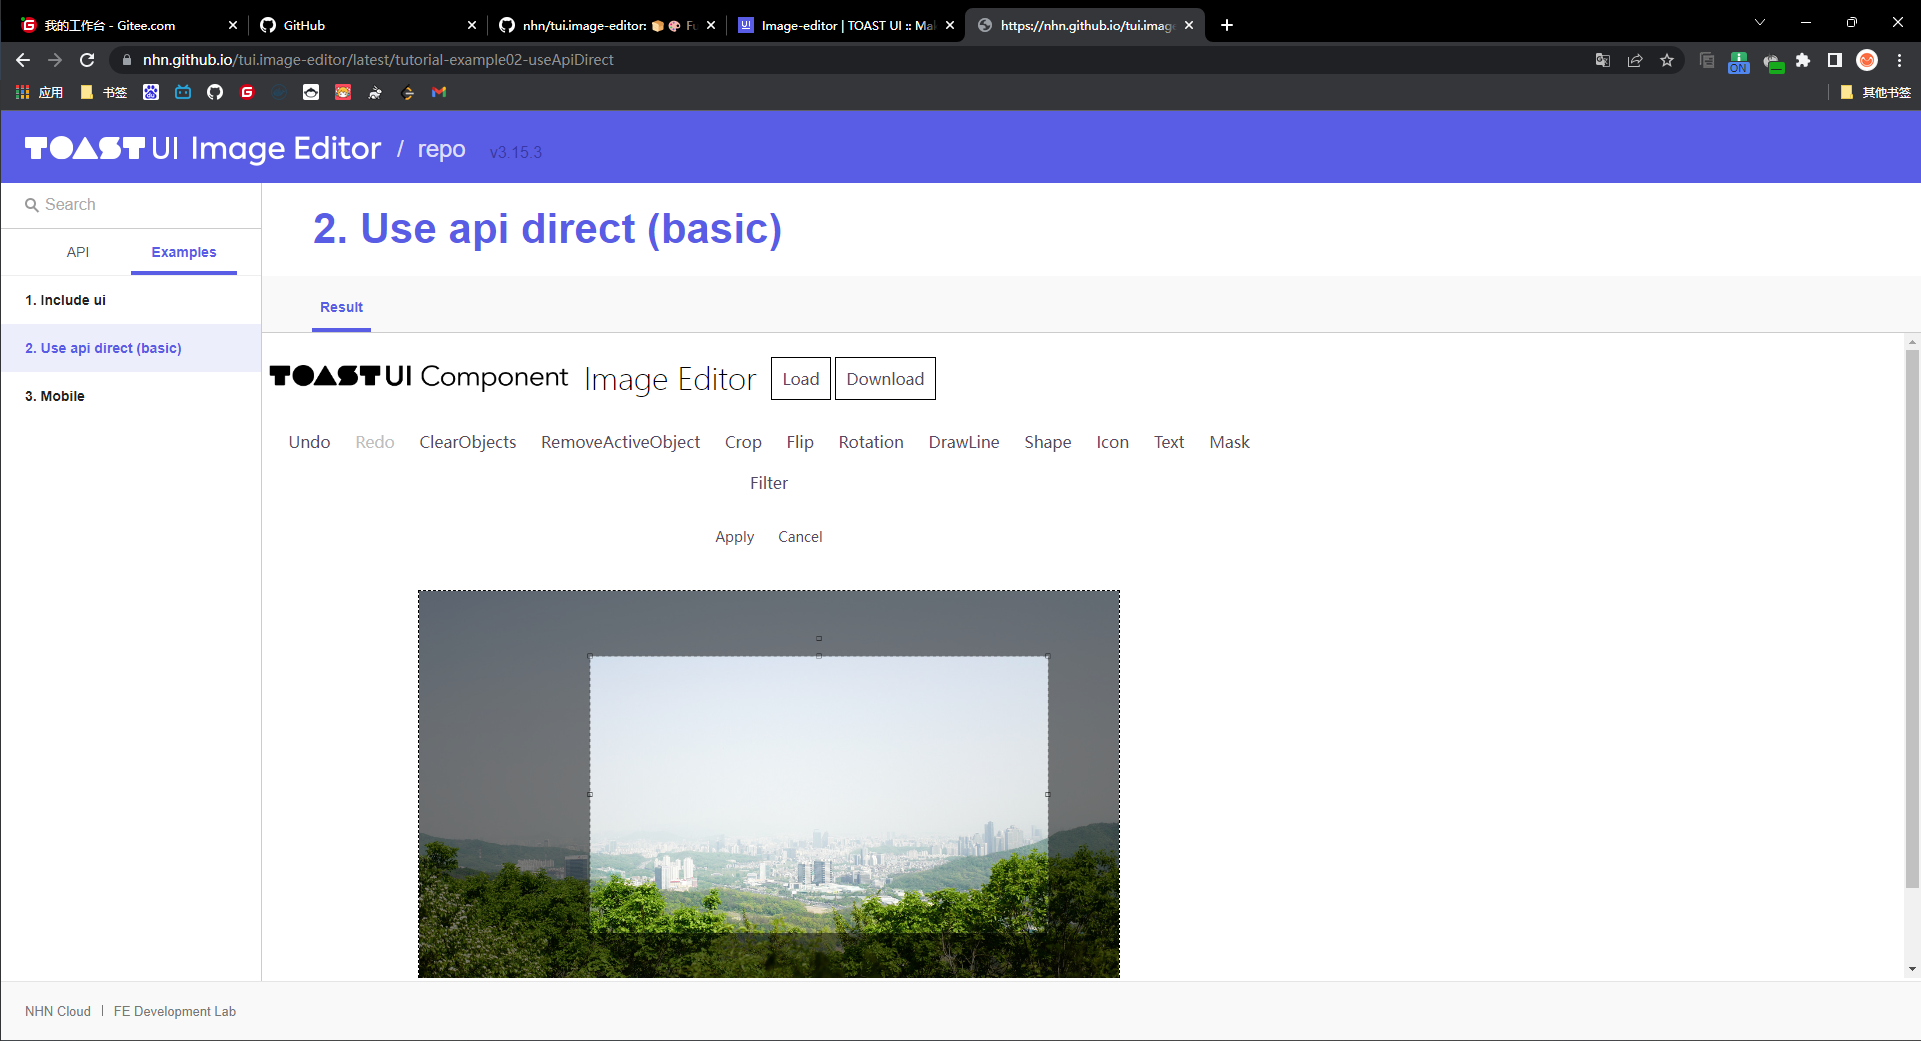 我的工作台 - Gitee.com
GitHub
nhn/tui.image-editor: 📦 🎨 Fu
Image-editor | TOAST UI :: Mak
https://nhn.github.io/tui.imag
nhn.github.io/tui.image-editor/latest/tutorial-example02-useApiDirect
ON
应用
书签
其他书签
TOAST UI Image Editor / repo v3.15.3
Search
2. Use api direct (basic)
API
Examples
1. Include ui
2. Use api direct (basic)
3. Mobile
Result
TOAST UI Component Image Editor Load Download
Undo Redo ClearObjects RemoveActiveObject Crop Flip Rotation DrawLine Shape Icon Text Mask
Filter
Apply Cancel
NHN Cloud | FE Development Lab